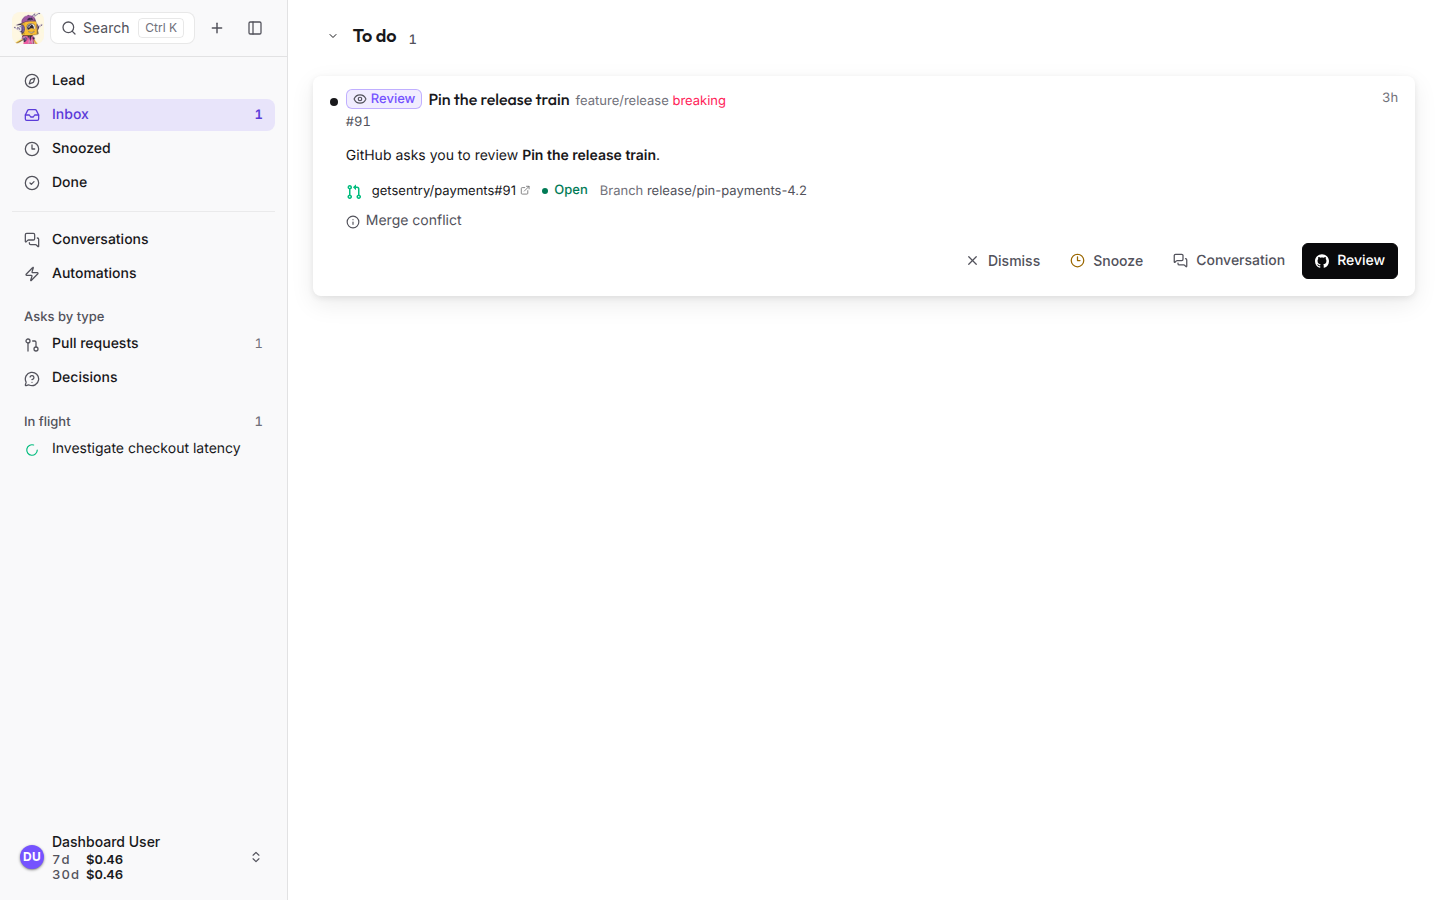 Search Ctrl K
Lead
Inbox 1
Snoozed
Done
Conversations
Automations
Asks by type
Pull requests 1
Decisions
In flight 1
Investigate checkout latency
DU
Dashboard User
7d $0.46
30d $0.46
To do 1
Review Pin the release train feature/release breaking 3h
#91
GitHub asks you to review Pin the release train.
getsentry/payments#91 Open Branch release/pin-payments-4.2
Merge conflict
Dismiss Snooze Conversation Review